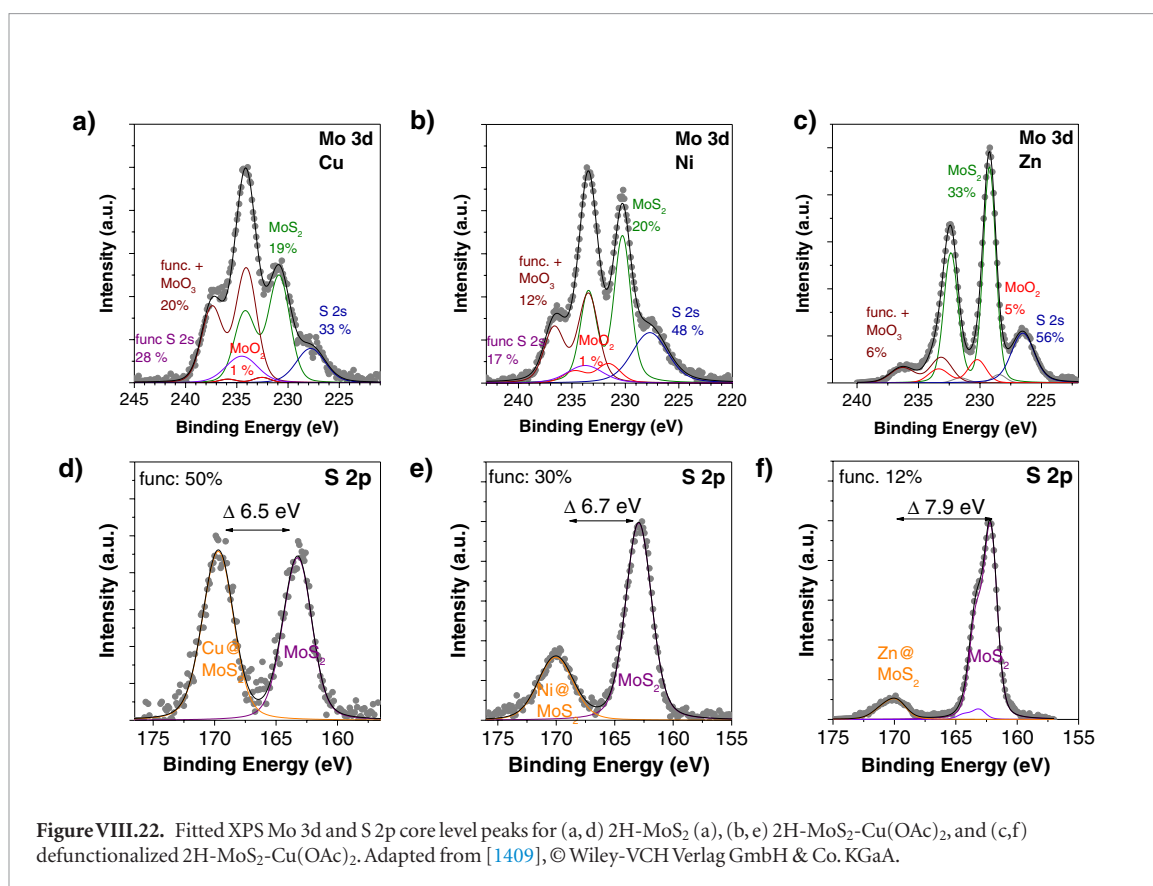 a)
Mo 3d
Cu
MoS₂
19%
func. +
MoO₃
20%
S 2s
33 %
func S 2s
28 %
MoO₂
1 %
Intensity (a.u.)
245 240 235 230 225
Binding Energy (eV)
b)
Mo 3d
Ni
MoS₂
20%
func. +
MoO₃
12%
S 2s
48 %
func S 2s
17 %
MoO₂
1 %
Intensity (a.u.)
240 235 230 225 220
Binding Energy (eV)
c)
Mo 3d
Zn
MoS₂
33%
MoO₂
5%
func. +
MoO₃
6%
S 2s
56%
Intensity (a.u.)
240 235 230 225
Binding Energy (eV)
d)
func: 50%
S 2p
Δ 6.5 eV
Cu@
MoS₂
MoS₂
Intensity (a.u.)
175 170 165 160
Binding Energy (eV)
e)
func: 30%
S 2p
Δ 6.7 eV
Ni@
MoS₂
MoS₂
Intensity (a.u.)
175 170 165 160 155
Binding Energy (eV)
f)
func. 12%
S 2p
Δ 7.9 eV
Zn@
MoS₂
MoS₂
Intensity (a.u.)
175 170 165 160 155
Binding Energy (eV)
Figure VIII.22. Fitted XPS Mo 3d and S 2p core level peaks for (a, d) 2H-MoS₂ (a), (b, e) 2H-MoS₂-Cu(OAc)₂, and (c,f)
defunctionalized 2H-MoS₂-Cu(OAc)₂. Adapted from [1409], © Wiley-VCH Verlag GmbH & Co. KGaA.